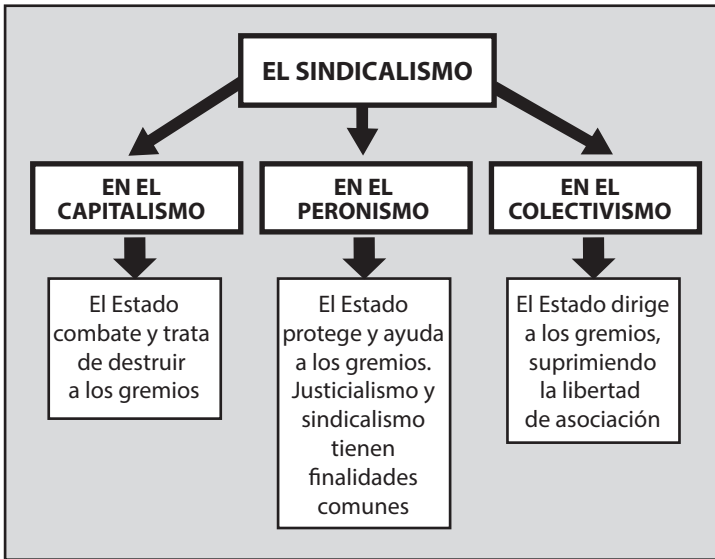 EL SINDICALISMO
EN EL
CAPITALISMO
El Estado
combate y trata
de destruir
a los gremios
EN EL
PERONISMO
El Estado
protege y ayuda
a los gremios.
Justicialismo y
sindicalismo
tienen
finalidades
comunes
EN EL
COLECTIVISMO
El Estado dirige
a los gremios,
suprimiendo
la libertad
de asociación